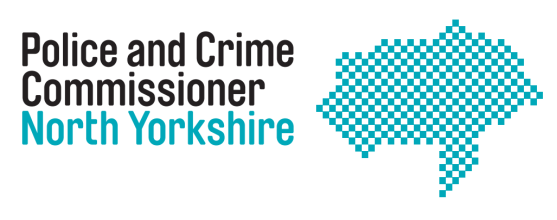 Police and Crime
Commissioner
North Yorkshire